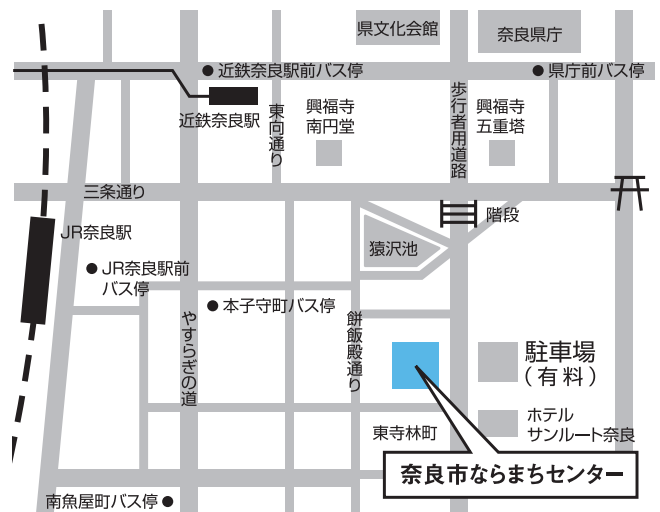 県文化会館
奈良県庁
近鉄奈良駅前バス停
県庁前バス停
近鉄奈良駅
東向通り
興福寺
南円堂
歩行者用道路
興福寺
五重塔
三条通り
階段
JR奈良駅
猿沢池
JR奈良駅前
バス停
本子守町バス停
やすらぎの道
餅飯殿通り
駐車場
(有料)
ホテル
サンルート奈良
東寺林町
奈良市ならまちセンター
南魚屋町バス停